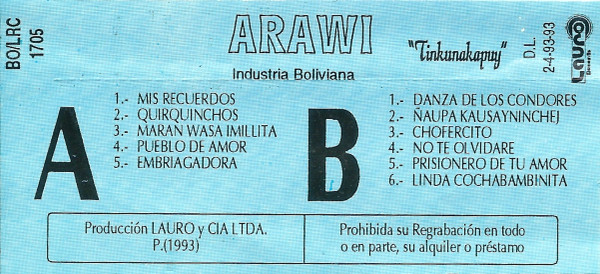 BO/LRC
1705
ARAWI
Industria Boliviana
"Tinkunakapuy"
D.L.
2-4-93-93
Lauro
A
1.- MIS RECUERDOS
2.- QUIRQUINCHOS
3.- MARAN WASA IMILLITA
4.- PUEBLO DE AMOR
5.- EMBRIAGADORA
B
1.- DANZA DE LOS CONDORES
2.- ÑAUPA KAUSAYNINCHEJ
3.- CHOFERCITO
4.- NO TE OLVIDARE
5.- PRISIONERO DE TU AMOR
6.- LINDA COCHABAMBINITA
Producción LAURO y CIA LTDA.
P.(1993)
Prohibida su Regrabación en todo
o en parte, su alquiler o préstamo